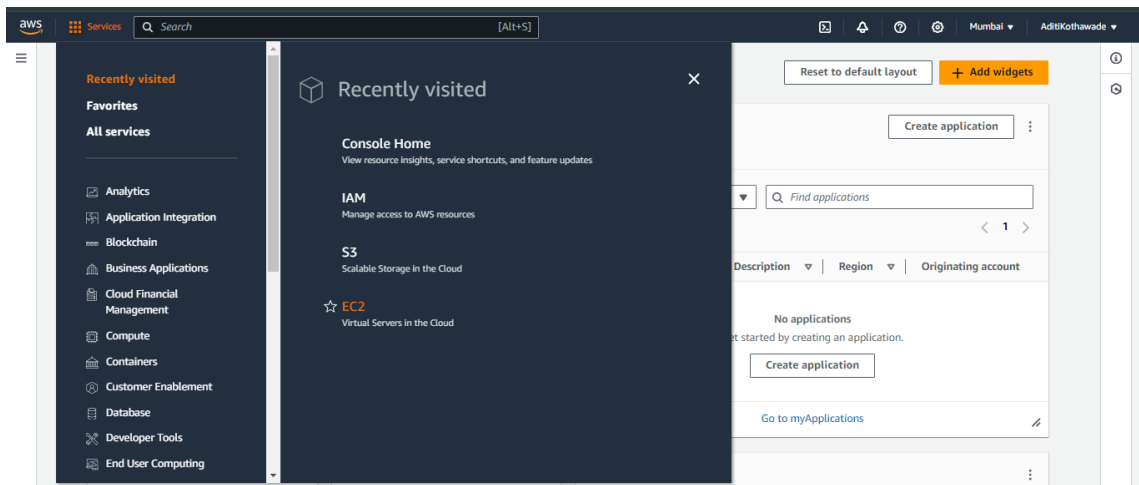 aws
Services
Search
[Alt+S]
Mumbai
AditiKothawade
Recently visited
Favorites
All services
Analytics
Application Integration
Blockchain
Business Applications
Cloud Financial
Management
Compute
Containers
Customer Enablement
Database
Developer Tools
End User Computing
Recently visited
Console Home
View resource insights, service shortcuts, and feature updates
IAM
Manage access to AWS resources
S3
Scalable Storage in the Cloud
EC2
Virtual Servers in the Cloud
Reset to default layout
+ Add widgets
Create application
Find applications
1
Description
Region
Originating account
No applications
started by creating an application.
Create application
Go to myApplications